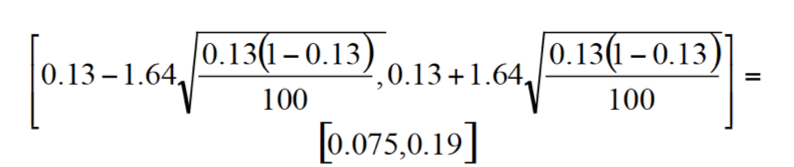 [0.13 − 1.64√(0.13(1 − 0.13)/100), 0.13 + 1.64√(0.13(1 − 0.13)/100)] =
[0.075,0.19]